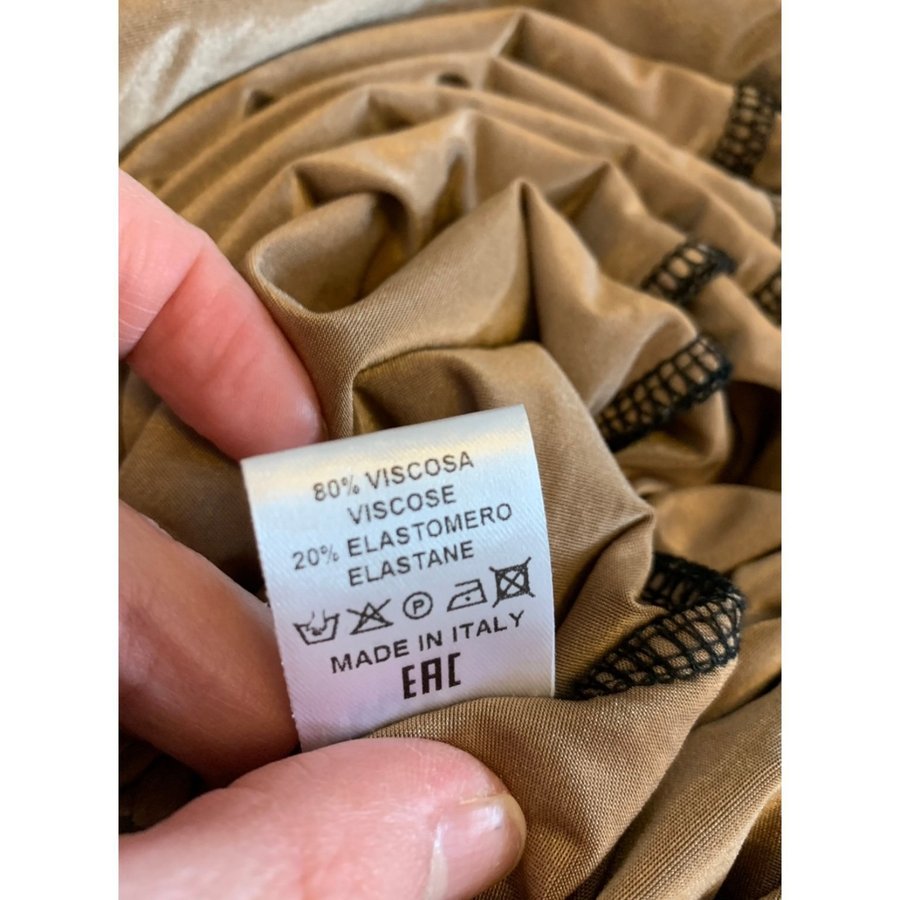 80% VISCOSA
VISCOSE
20% ELASTOMERO
ELASTANE
P
MADE IN ITALY
EAC